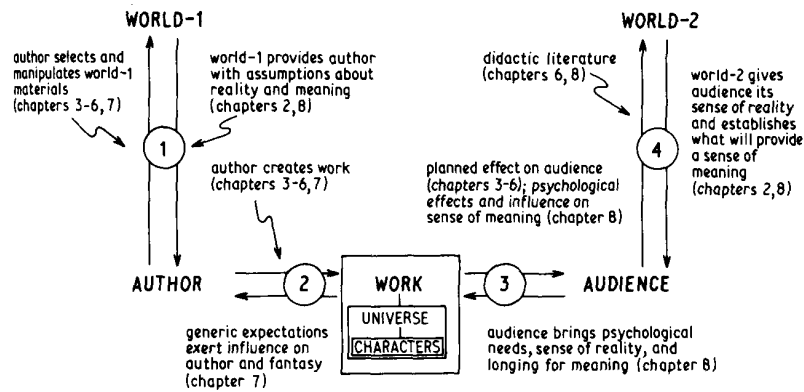 WORLD-1
WORLD-2
author selects and
manipulates world-1
materials
(chapters 3-6,7)
world-1 provides author
with assumptions about
reality and meaning
(chapters 2,8)
didactic literature
(chapters 6,8)
world-2 gives
audience its
sense of reality
and establishes
what will provide
a sense of
meaning
(chapters 2,8)
1
4
author creates work
(chapters 3-6,7)
planned effect on audience
(chapters 3-6); psychological
effects and influence on
sense of meaning (chapter 8)
AUTHOR
2
WORK
UNIVERSE
CHARACTERS
3
AUDIENCE
generic expectations
exert influence on
author and fantasy
(chapter 7)
audience brings psychological
needs, sense of reality, and
longing for meaning (chapter 8)